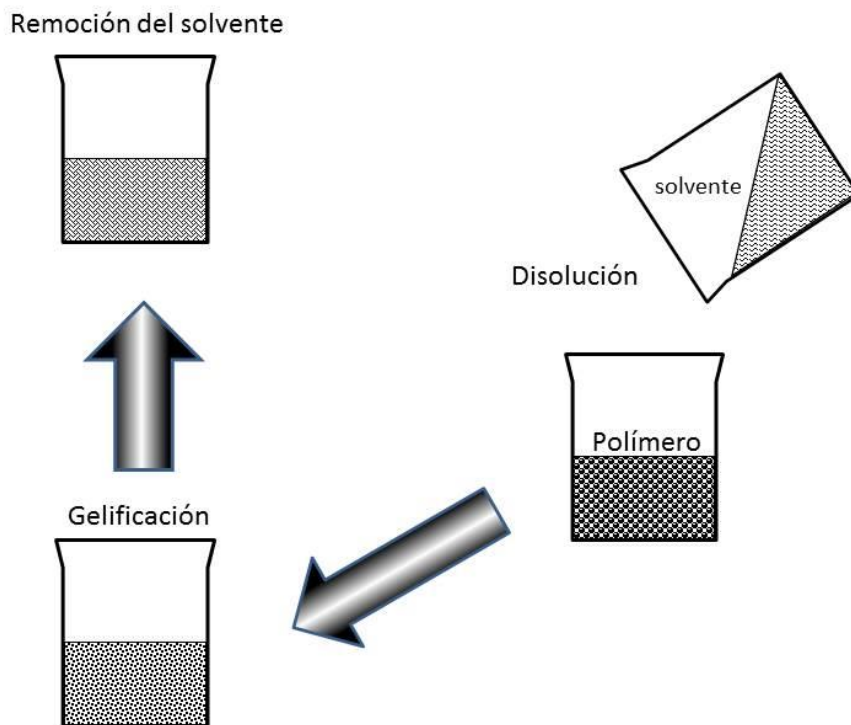 Remoción del solvente
solvente
Disolución
Polímero
Gelificación